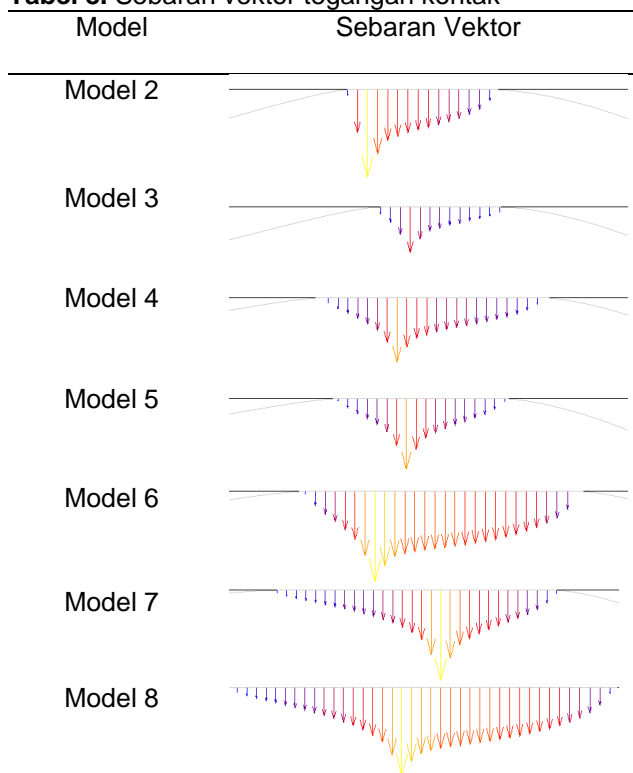 Sebaran vektor tegangan kontak
Model Sebaran Vektor
Model 2
Model 3
Model 4
Model 5
Model 6
Model 7
Model 8